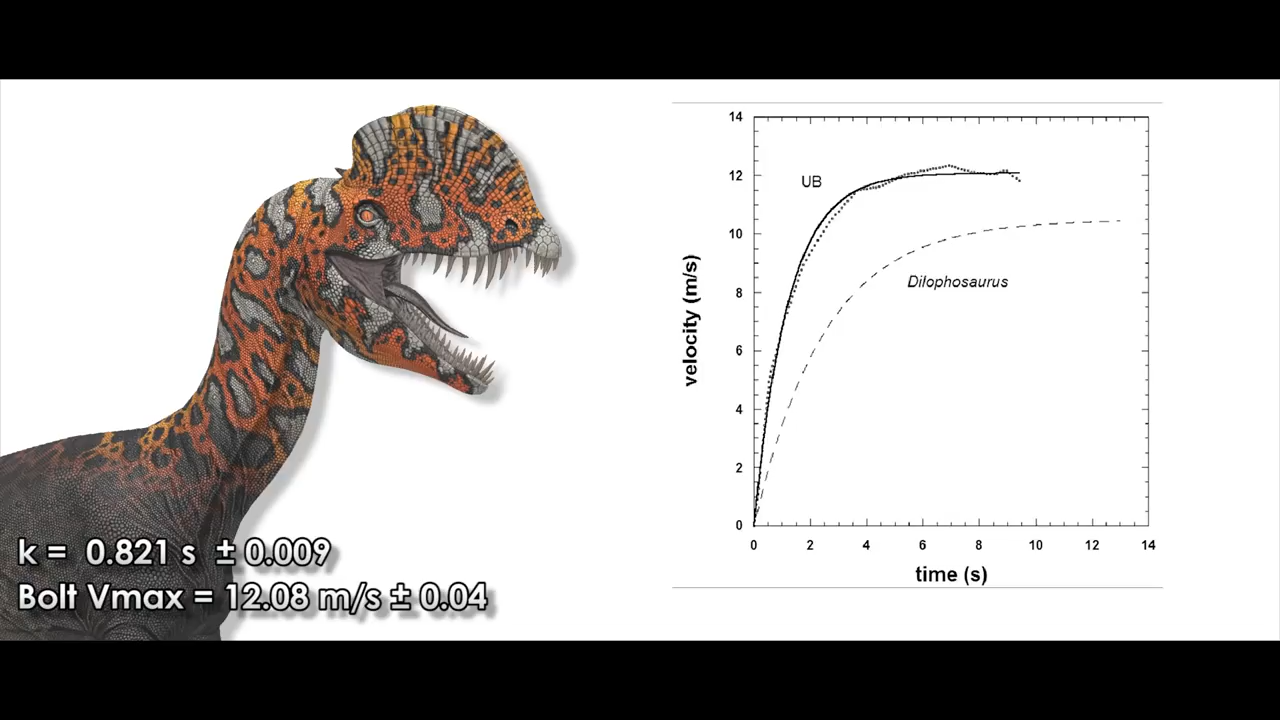 k = 0.821 s ± 0.009
Bolt Vmax = 12.08 m/s ± 0.04
14
12
10
8
6
4
2
0
velocity (m/s)
UB
Dilophosaurus
0 2 4 6 8 10 12 14
time (s)